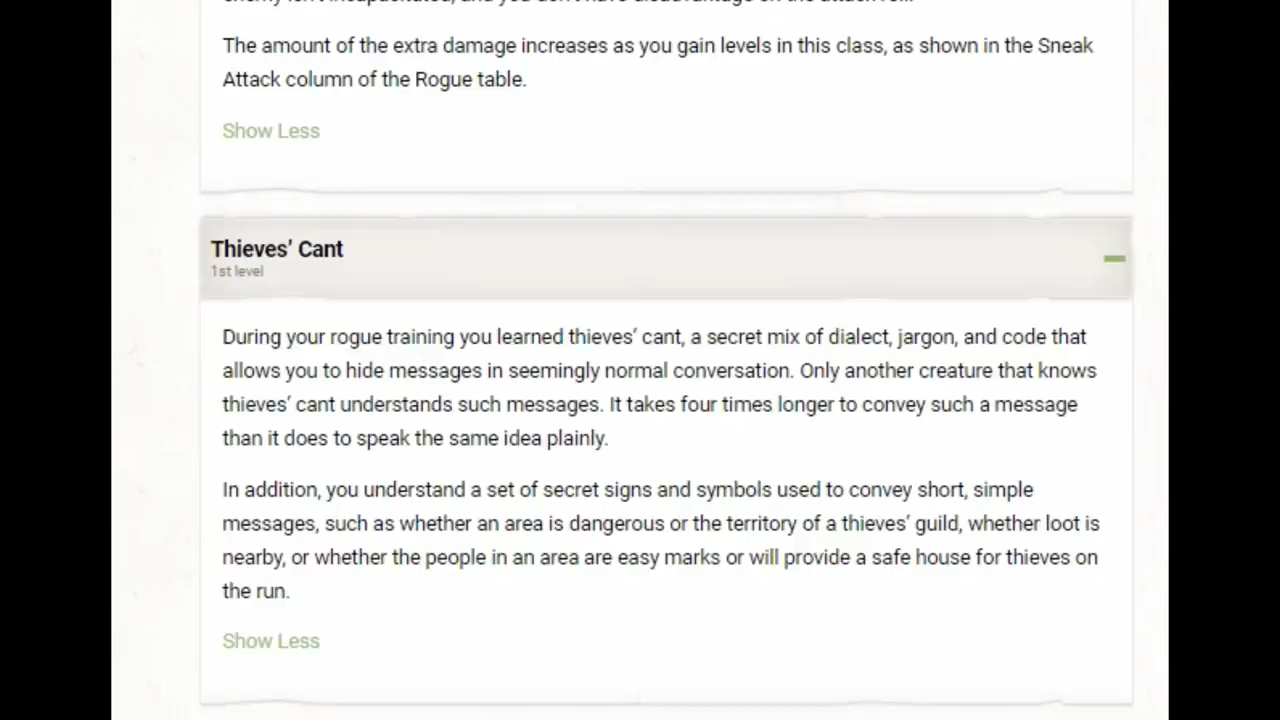 The amount of the extra damage increases as you gain levels in this class, as shown in the Sneak
Attack column of the Rogue table.
Show Less
Thieves’ Cant
1st level
During your rogue training you learned thieves’ cant, a secret mix of dialect, jargon, and code that
allows you to hide messages in seemingly normal conversation. Only another creature that knows
thieves’ cant understands such messages. It takes four times longer to convey such a message
than it does to speak the same idea plainly.
In addition, you understand a set of secret signs and symbols used to convey short, simple
messages, such as whether an area is dangerous or the territory of a thieves’ guild, whether loot is
nearby, or whether the people in an area are easy marks or will provide a safe house for thieves on
the run.
Show Less